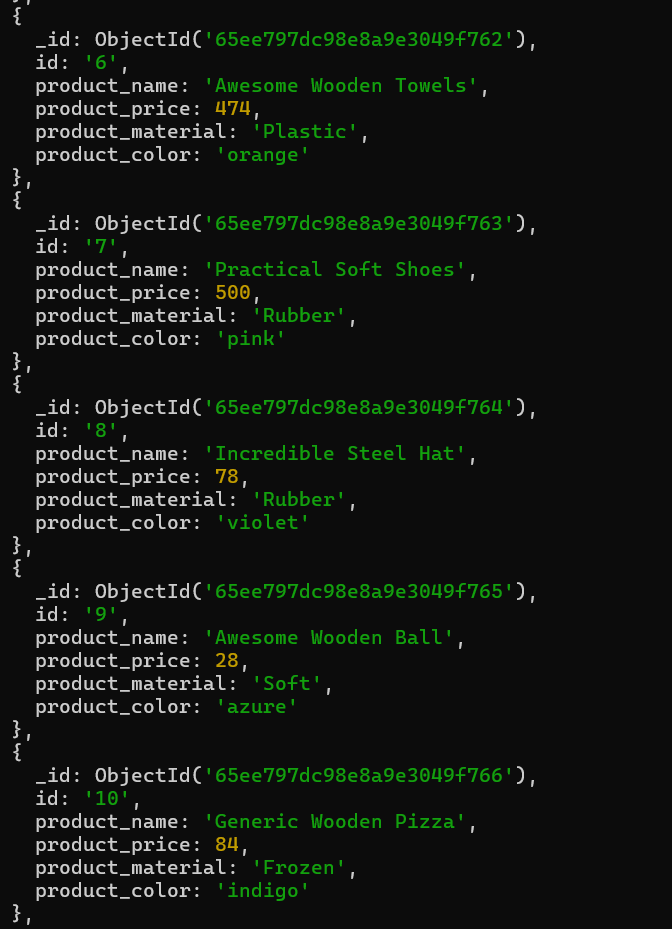 },
{
  _id: ObjectId('65ee797dc98e8a9e3049f762'),
  id: '6',
  product_name: 'Awesome Wooden Towels',
  product_price: 474,
  product_material: 'Plastic',
  product_color: 'orange'
},
{
  _id: ObjectId('65ee797dc98e8a9e3049f763'),
  id: '7',
  product_name: 'Practical Soft Shoes',
  product_price: 500,
  product_material: 'Rubber',
  product_color: 'pink'
},
{
  _id: ObjectId('65ee797dc98e8a9e3049f764'),
  id: '8',
  product_name: 'Incredible Steel Hat',
  product_price: 78,
  product_material: 'Rubber',
  product_color: 'violet'
},
{
  _id: ObjectId('65ee797dc98e8a9e3049f765'),
  id: '9',
  product_name: 'Awesome Wooden Ball',
  product_price: 28,
  product_material: 'Soft',
  product_color: 'azure'
},
{
  _id: ObjectId('65ee797dc98e8a9e3049f766'),
  id: '10',
  product_name: 'Generic Wooden Pizza',
  product_price: 84,
  product_material: 'Frozen',
  product_color: 'indigo'
},